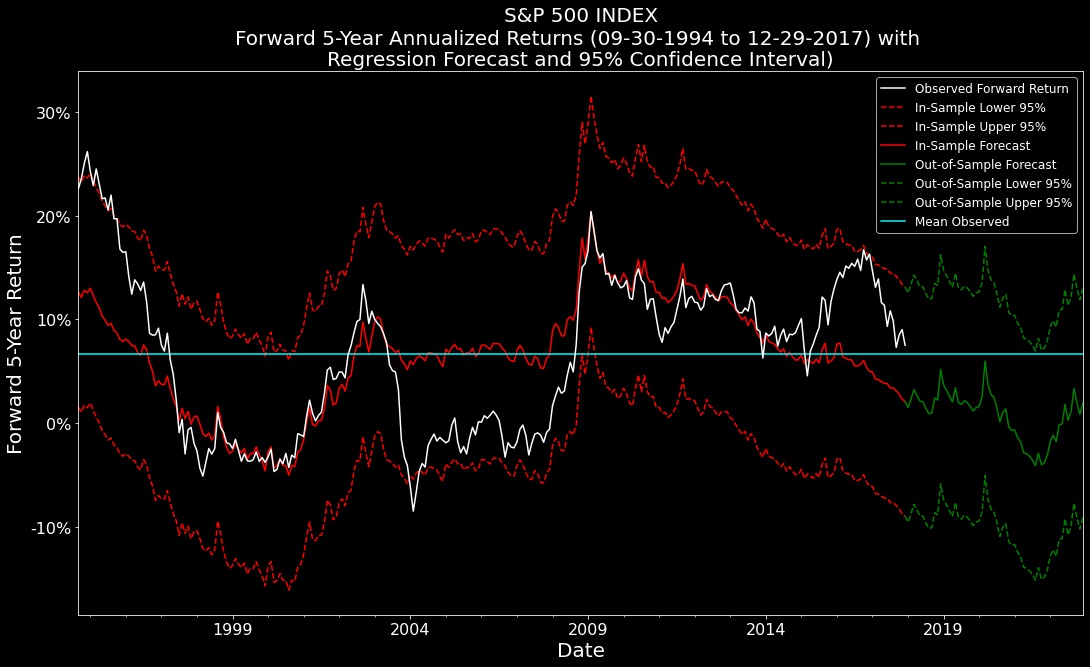 S&P 500 INDEX
Forward 5-Year Annualized Returns (09-30-1994 to 12-29-2017) with
Regression Forecast and 95% Confidence Interval)
Observed Forward Return
In-Sample Lower 95%
In-Sample Upper 95%
In-Sample Forecast
Out-of-Sample Forecast
Out-of-Sample Lower 95%
Out-of-Sample Upper 95%
Mean Observed
Forward 5-Year Return
30%
20%
10%
0%
-10%
1999
2004
2009
2014
2019
Date